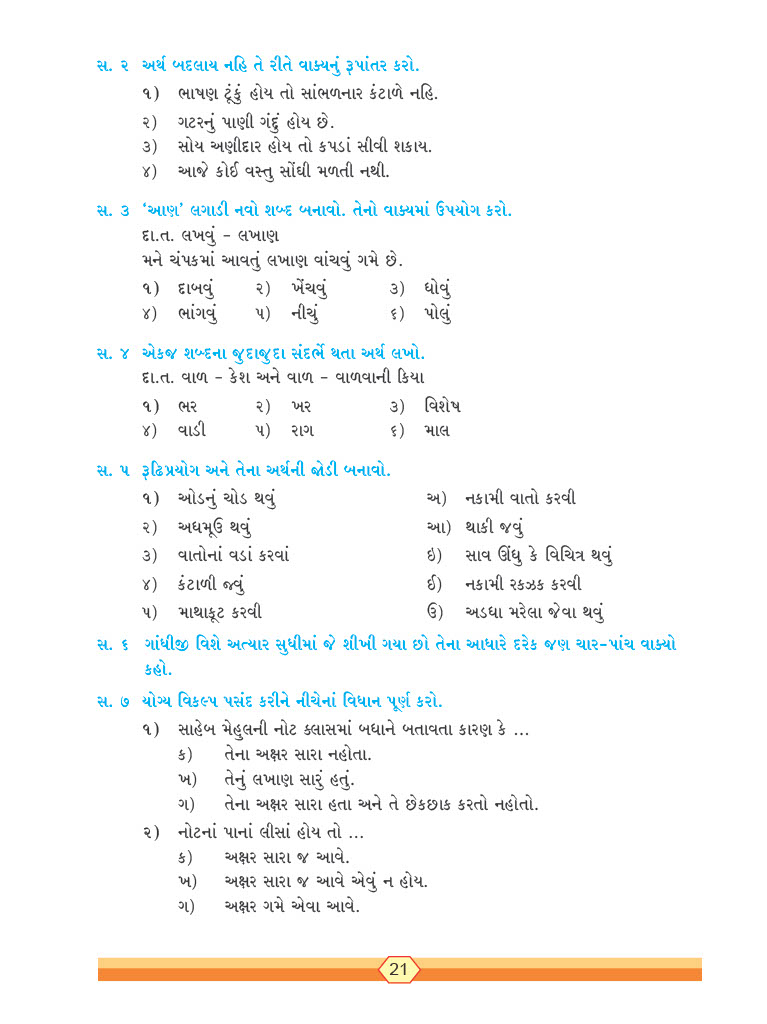 સ. ૨ અર્થ બદલાય નહિ તે રીતે વાક્યનું રૂપાંતર કરો.
૧) ભાષણ ટૂંકું હોય તો સાંભળનાર કંટાળે નહિ.
૨) ગટરનું પાણી ગંદું હોય છે.
૩) સોય અણીદાર હોય તો કપડાં સીવી શકાય.
૪) આજે કોઈ વસ્તુ સોંઘી મળતી નથી.
સ. ૩ ‘આણ’ લગાડી નવો શબ્દ બનાવો. તેનો વાક્યમાં ઉપયોગ કરો.
દા.ત. લખવું – લખાણ
મને ચંપકમાં આવતું લખાણ વાંચવું ગમે છે.
૧) દાબવું ૨) ખેંચવું ૩) ધોવું
૪) ભાંગવું ૫) નીચું ૬) પોલું
સ. ૪ એકજ શબ્દના જુદાજુદા સંદર્ભે થતા અર્થ લખો.
દા.ત. વાળ – કેશ અને વાળ – વાળવાની ક્રિયા
૧) ભર ૨) ખર ૩) વિશેષ
૪) વાડી ૫) રાગ ૬) માલ
સ. ૫ રૂઢિપ્રયોગ અને તેના અર્થની જોડી બનાવો.
૧) ઓડનું ચોડ થવું અ) નકામી વાતો કરવી
૨) અધમૂઉ થવું આ) થાકી જવું
૩) વાતોનાં વડાં કરવાં ઇ) સાવ ઊંધુ કે વિચિત્ર થવું
૪) કંટાળી જવું ઈ) નકામી રકઝક કરવી
૫) માથાકૂટ કરવી ઉ) અડધા મરેલા જેવા થવું
સ. ૬ ગાંધીજી વિશે અત્યાર સુધીમાં જે શીખી ગયા છો તેના આધારે દરેક જણ ચાર-પાંચ વાક્યો
કહો.
સ. ૭ યોગ્ય વિકલ્પ પસંદ કરીને નીચેનાં વિધાન પૂર્ણ કરો.
૧) સાહેબ મેહુલની નોટ ક્લાસમાં બધાને બતાવતા કારણ કે ...
ક) તેના અક્ષર સારા નહોતા.
ખ) તેનું લખાણ સારું હતું.
ગ) તેના અક્ષર સારા હતા અને તે છેકછાક કરતો નહોતો.
૨) નોટનાં પાનાં લીસાં હોય તો ...
ક) અક્ષર સારા જ આવે.
ખ) અક્ષર સારા જ આવે એવું ન હોય.
ગ) અક્ષર ગમે એવા આવે.
21